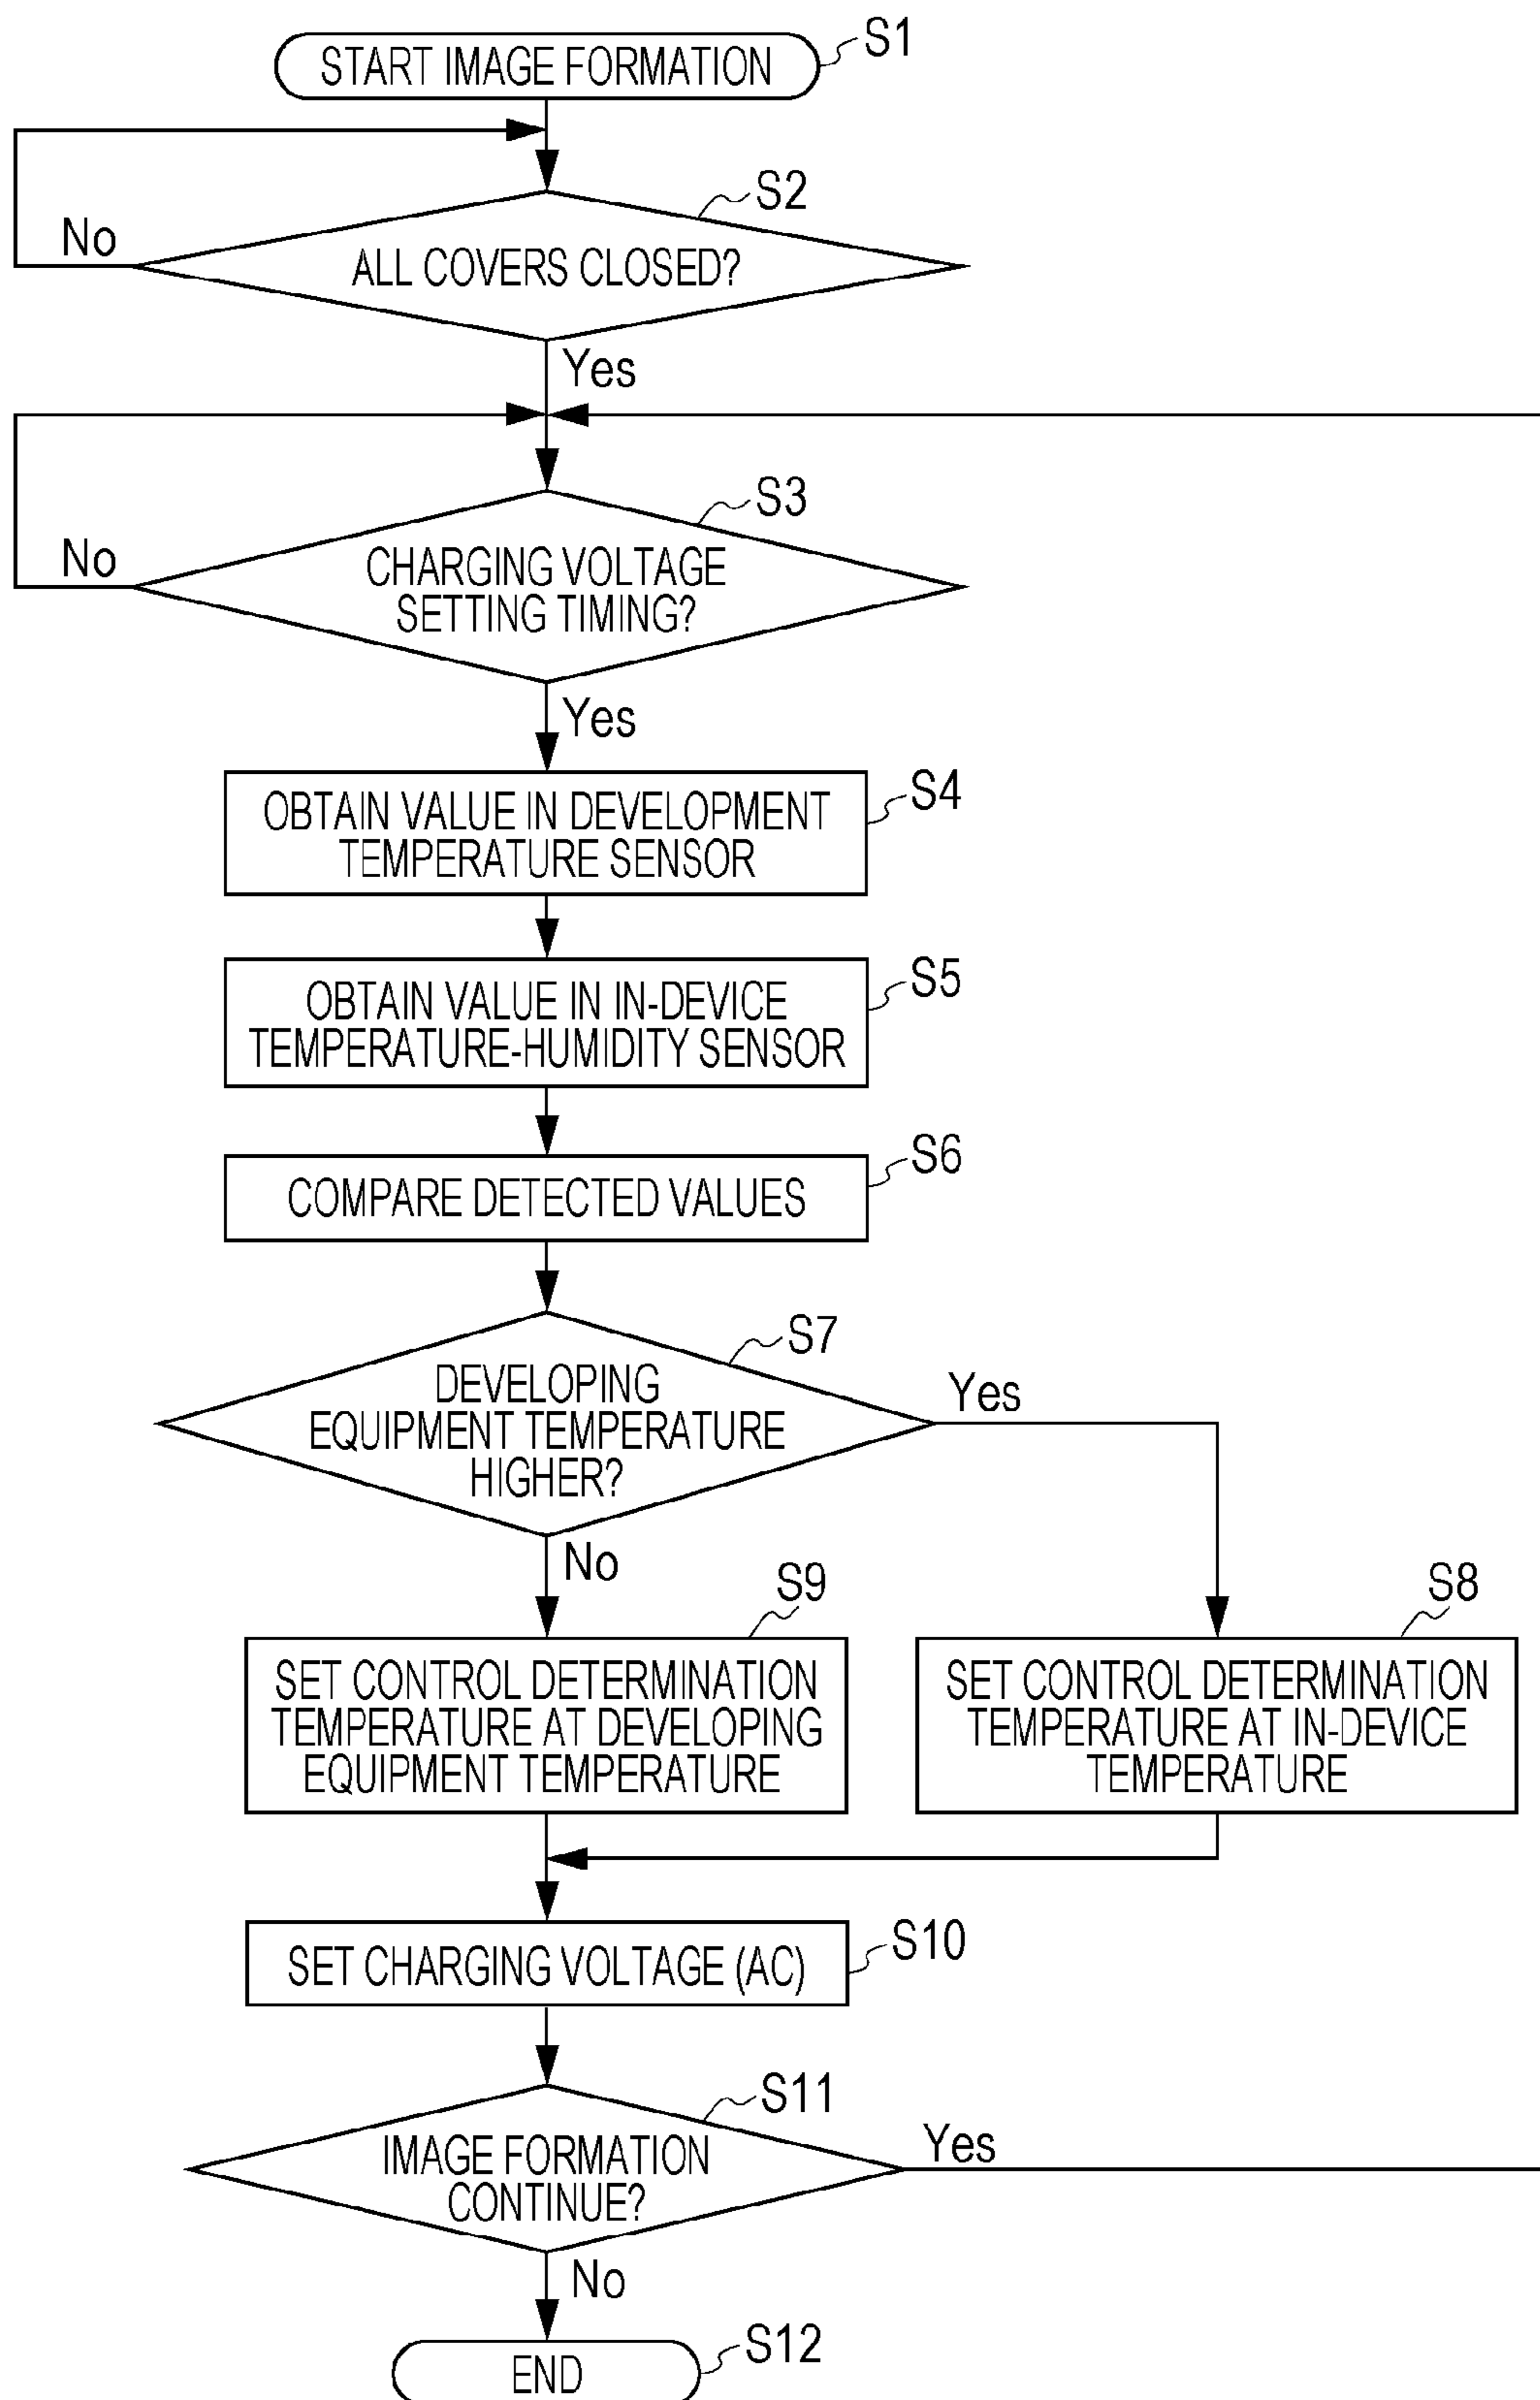 START IMAGE FORMATION
S1
S2
No
ALL COVERS CLOSED?
Yes
S3
No
CHARGING VOLTAGE
SETTING TIMING?
Yes
S4
OBTAIN VALUE IN DEVELOPMENT
TEMPERATURE SENSOR
S5
OBTAIN VALUE IN IN-DEVICE
TEMPERATURE-HUMIDITY SENSOR
S6
COMPARE DETECTED VALUES
S7
DEVELOPING
EQUIPMENT TEMPERATURE
HIGHER?
Yes
No
S9
SET CONTROL DETERMINATION
TEMPERATURE AT DEVELOPING
EQUIPMENT TEMPERATURE
S8
SET CONTROL DETERMINATION
TEMPERATURE AT IN-DEVICE
TEMPERATURE
S10
SET CHARGING VOLTAGE (AC)
S11
IMAGE FORMATION
CONTINUE?
Yes
No
S12
END